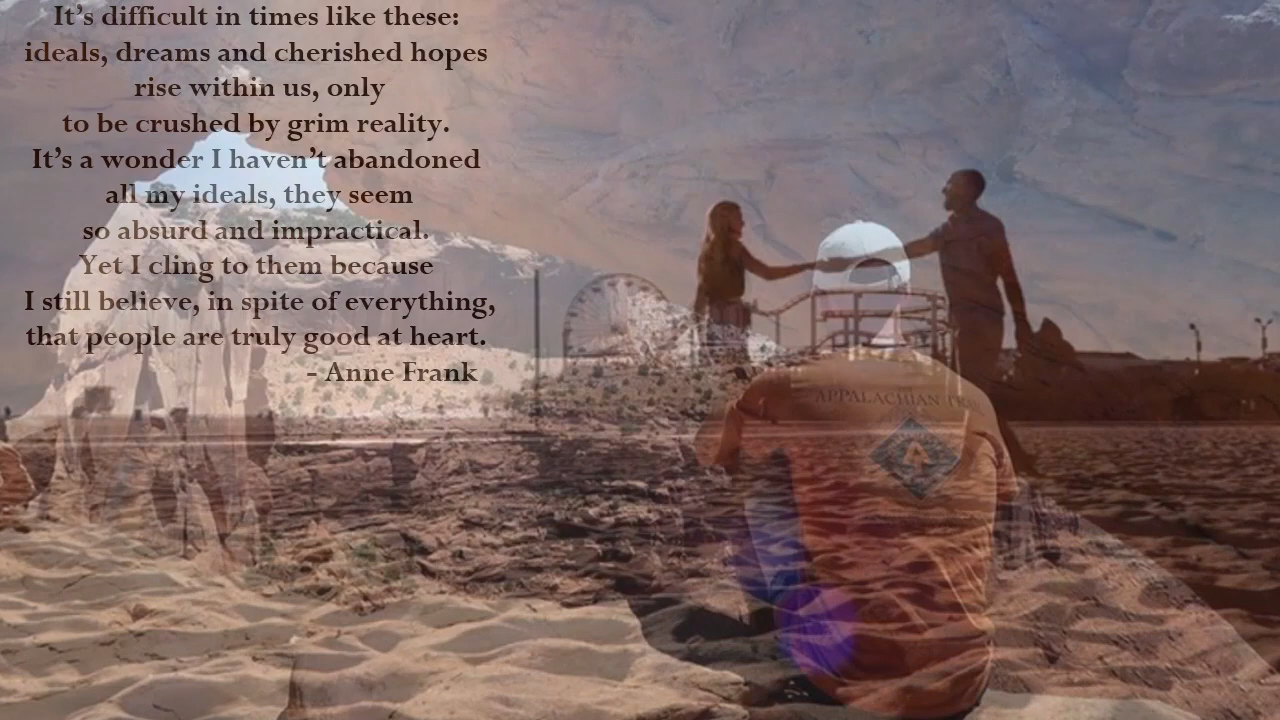 It's difficult in times like these:
ideals, dreams and cherished hopes
rise within us, only
to be crushed by grim reality.
It's a wonder I haven't abandoned
all my ideals, they seem
so absurd and impractical.
Yet I cling to them because
I still believe, in spite of everything,
that people are truly good at heart.
- Anne Frank
APPALACHIAN